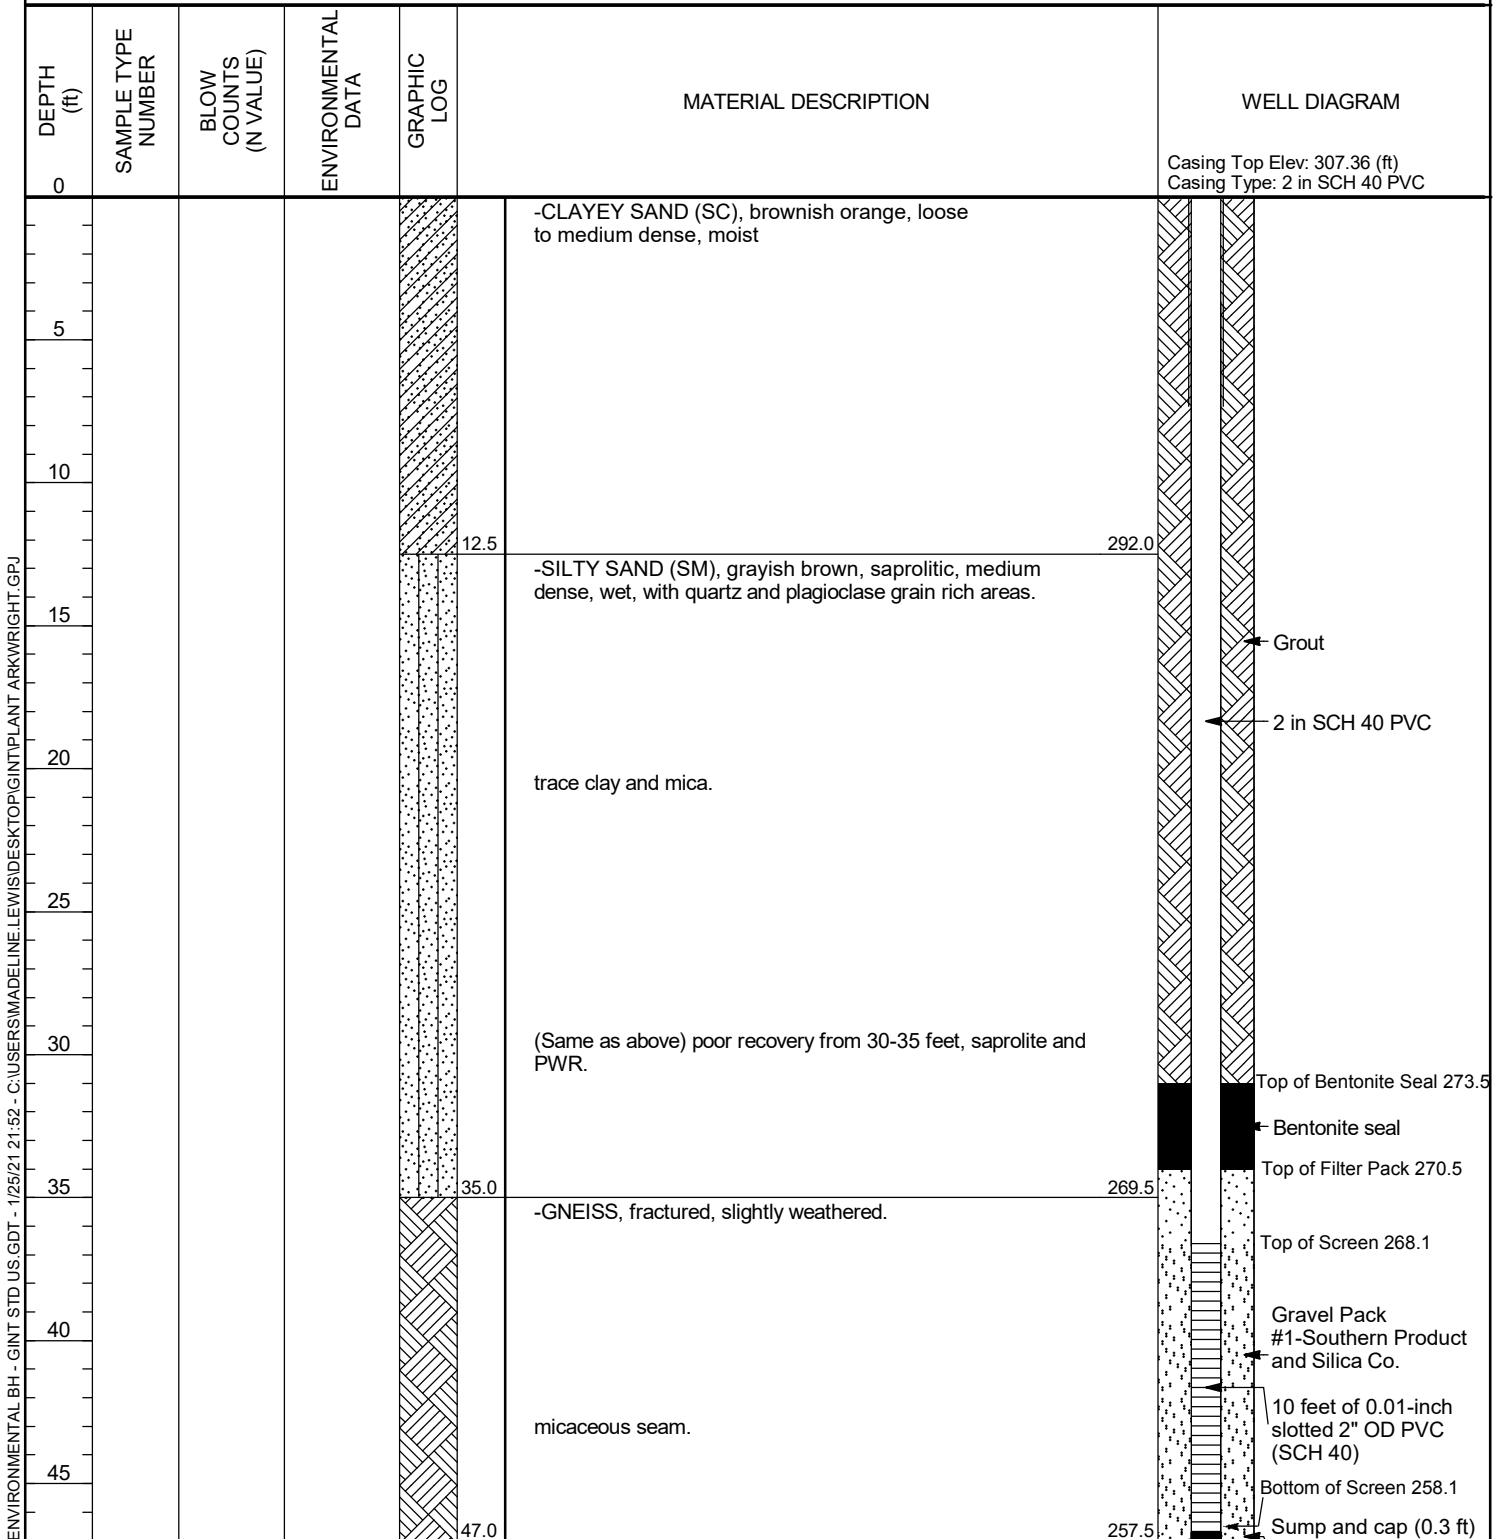 DEPTH
(ft)
SAMPLE TYPE
NUMBER
BLOW
COUNTS
(N VALUE)
ENVIRONMENTAL
DATA
GRAPHIC
LOG
MATERIAL DESCRIPTION
WELL DIAGRAM
Casing Top Elev: 307.36 (ft)
Casing Type: 2 in SCH 40 PVC
0
-CLAYEY SAND (SC), brownish orange, loose
to medium dense, moist
5
10
12.5
292.0
-SILTY SAND (SM), grayish brown, saprolitic, medium
dense, wet, with quartz and plagioclase grain rich areas.
15
Grout
2 in SCH 40 PVC
20
trace clay and mica.
25
30
(Same as above) poor recovery from 30-35 feet, saprolite and
PWR.
Top of Bentonite Seal 273.5
Bentonite seal
Top of Filter Pack 270.5
35
35.0
269.5
-GNEISS, fractured, slightly weathered.
Top of Screen 268.1
Gravel Pack
#1-Southern Product
and Silica Co.
40
10 feet of 0.01-inch
slotted 2" OD PVC
(SCH 40)
micaceous seam.
45
Bottom of Screen 258.1
Sump and cap (0.3 ft)
47.0
257.5
ENVIRONMENTAL BH - GINT STD US.GDT - 1/25/21 21:52 - C:\USERS\MADELINE.LEWIS\DESKTOP\GINT\PLANT ARKWRIGHT.GPJ